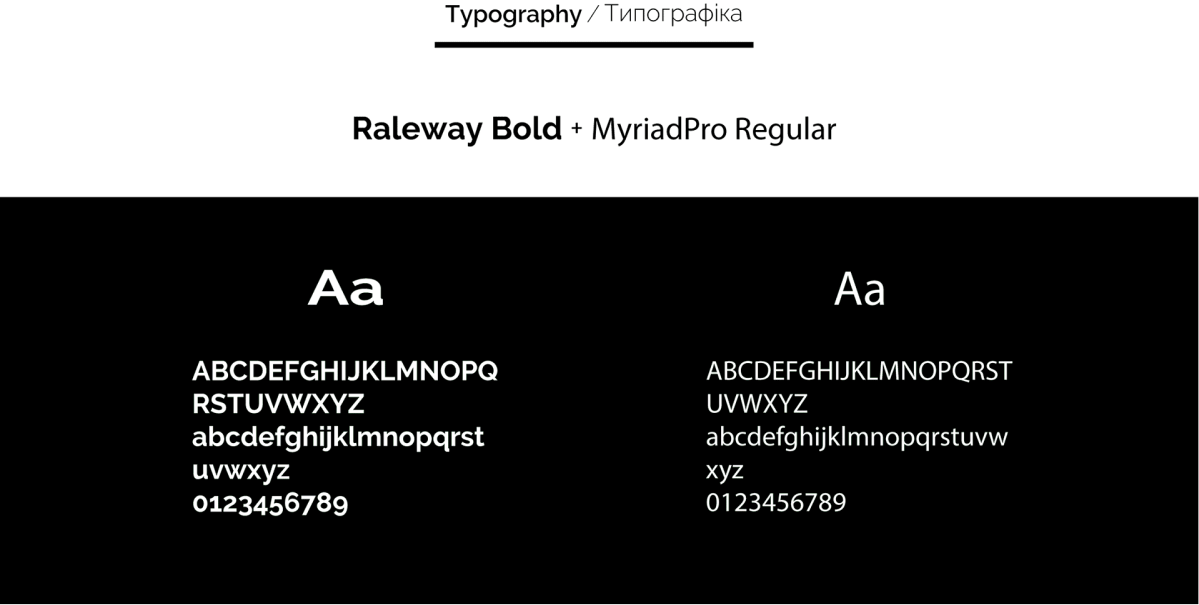 Typography / Типографіка
Raleway Bold + MyriadPro Regular
Aa
ABCDEFGHIJKLMNOPQ
RSTUVWXYZ
abcdefghijklmnopqrst
uvwxyz
0123456789
Aa
ABCDEFGHIJKLMNOPQRST
UVWXYZ
abcdefghijklmnopqrstuvw
xyz
0123456789